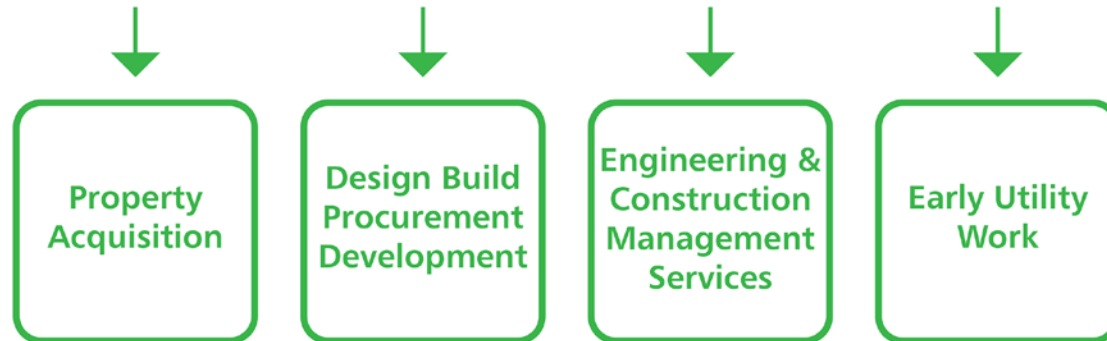 Property
Acquisition
Design Build
Procurement
Development
Engineering &
Construction
Management
Services
Early Utility
Work